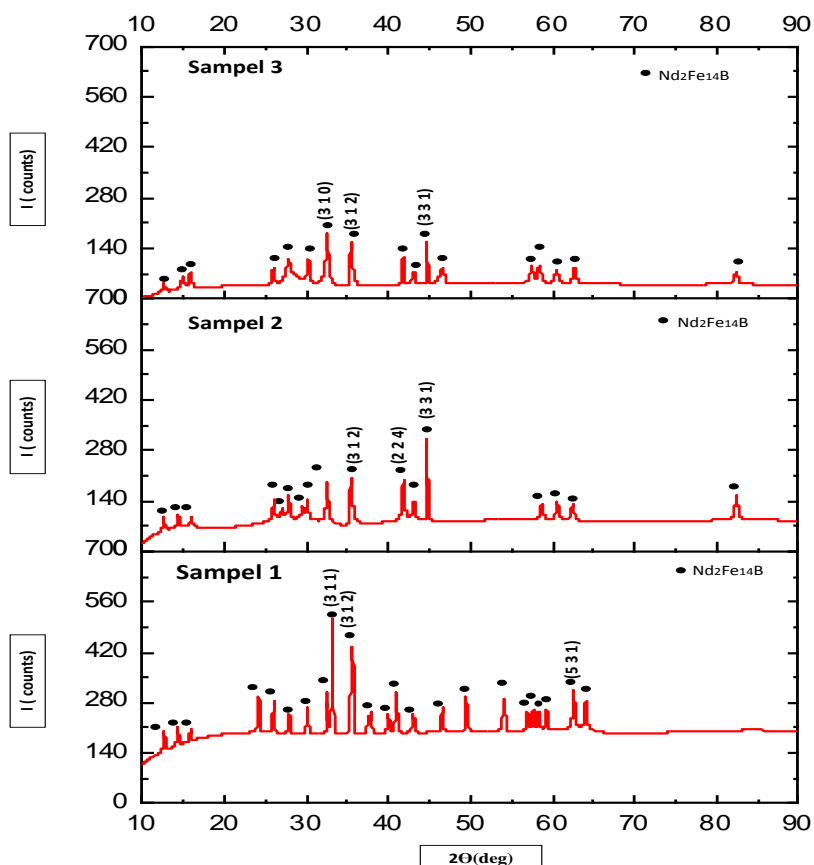 10 20 30 40 50 60 70 80 90
700
Sampel 3
Nd2Fe14B
560
420
I ( counts)
280
(3 1 0)
(3 1 2)
(3 3 1)
140
700
Sampel 2
Nd2Fe14B
560
420
I ( counts)
280
(3 1 2)
(2 2 4)
(3 3 1)
140
700
Sampel 1
Nd2Fe14B
560
420
I ( counts)
280
(3 1 1)
(3 1 2)
(5 3 1)
140
0
10 20 30 40 50 60 70 80 90
2Θ(deg)